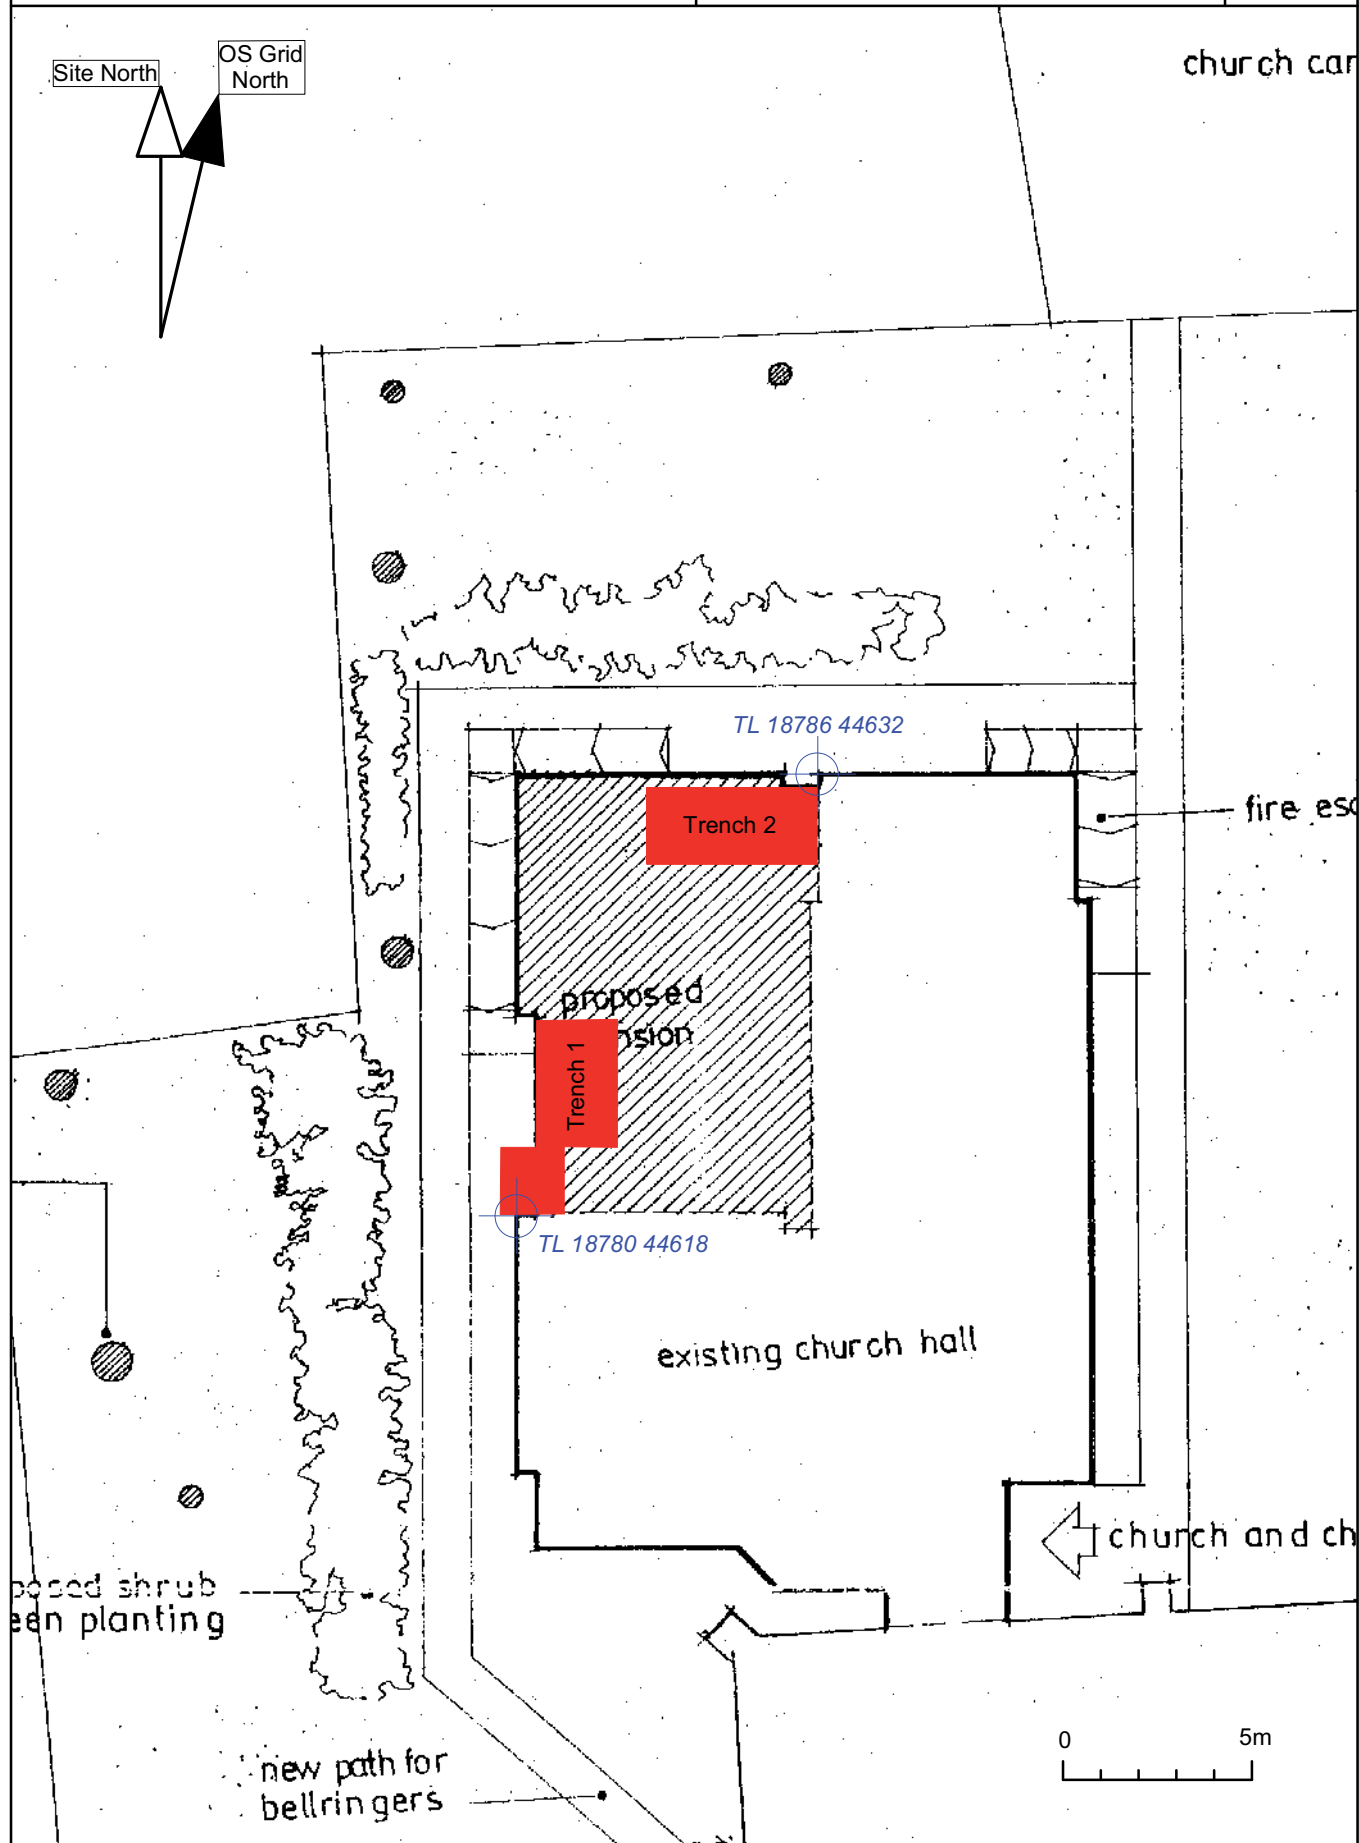 Site North
OS Grid
North
church car
TL 18786 44632
Trench 2
fire esc
proposed
nsion
Trench 1
TL 18780 44618
existing church hall
church and ch
posed shrub
een planting
0 5m
new path for
bellringers